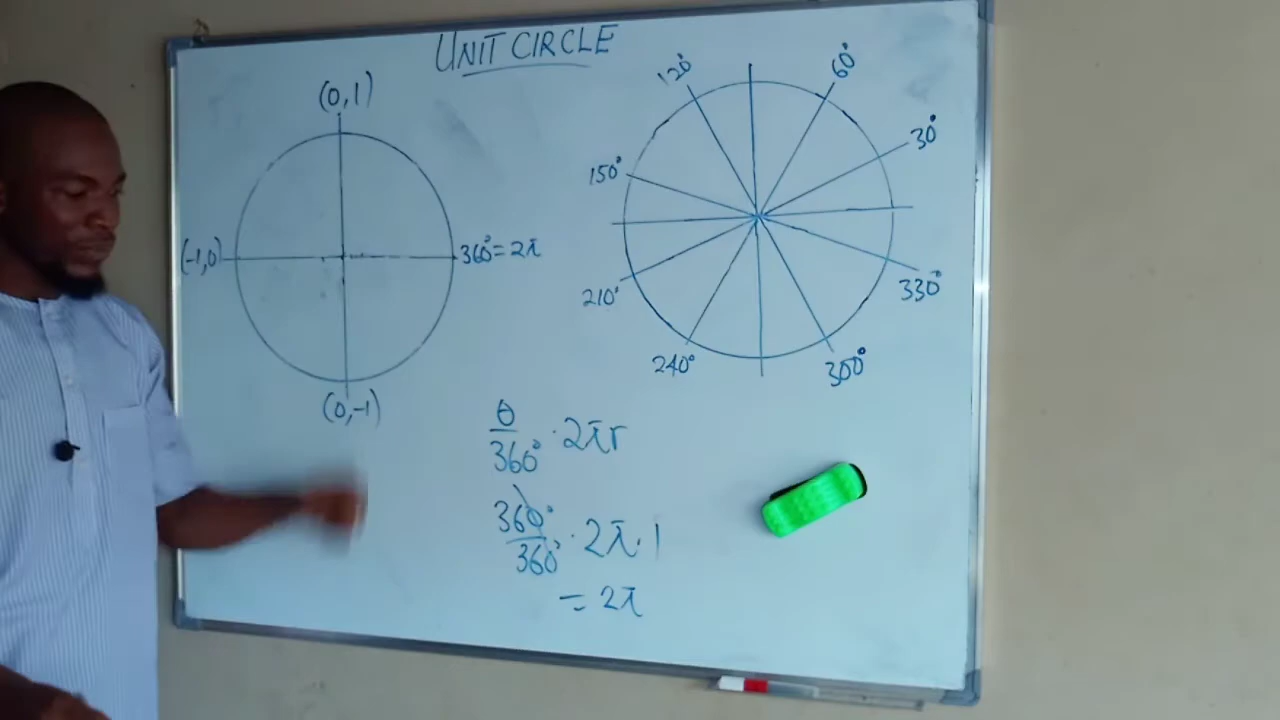 UNIT CIRCLE
(0,1)
(-1,0)
360° = 2π
(0,-1)
120°
60°
30°
150°
210°
330°
240°
300°
θ/360° · 2πr
360°/360° · 2π · 1
= 2π